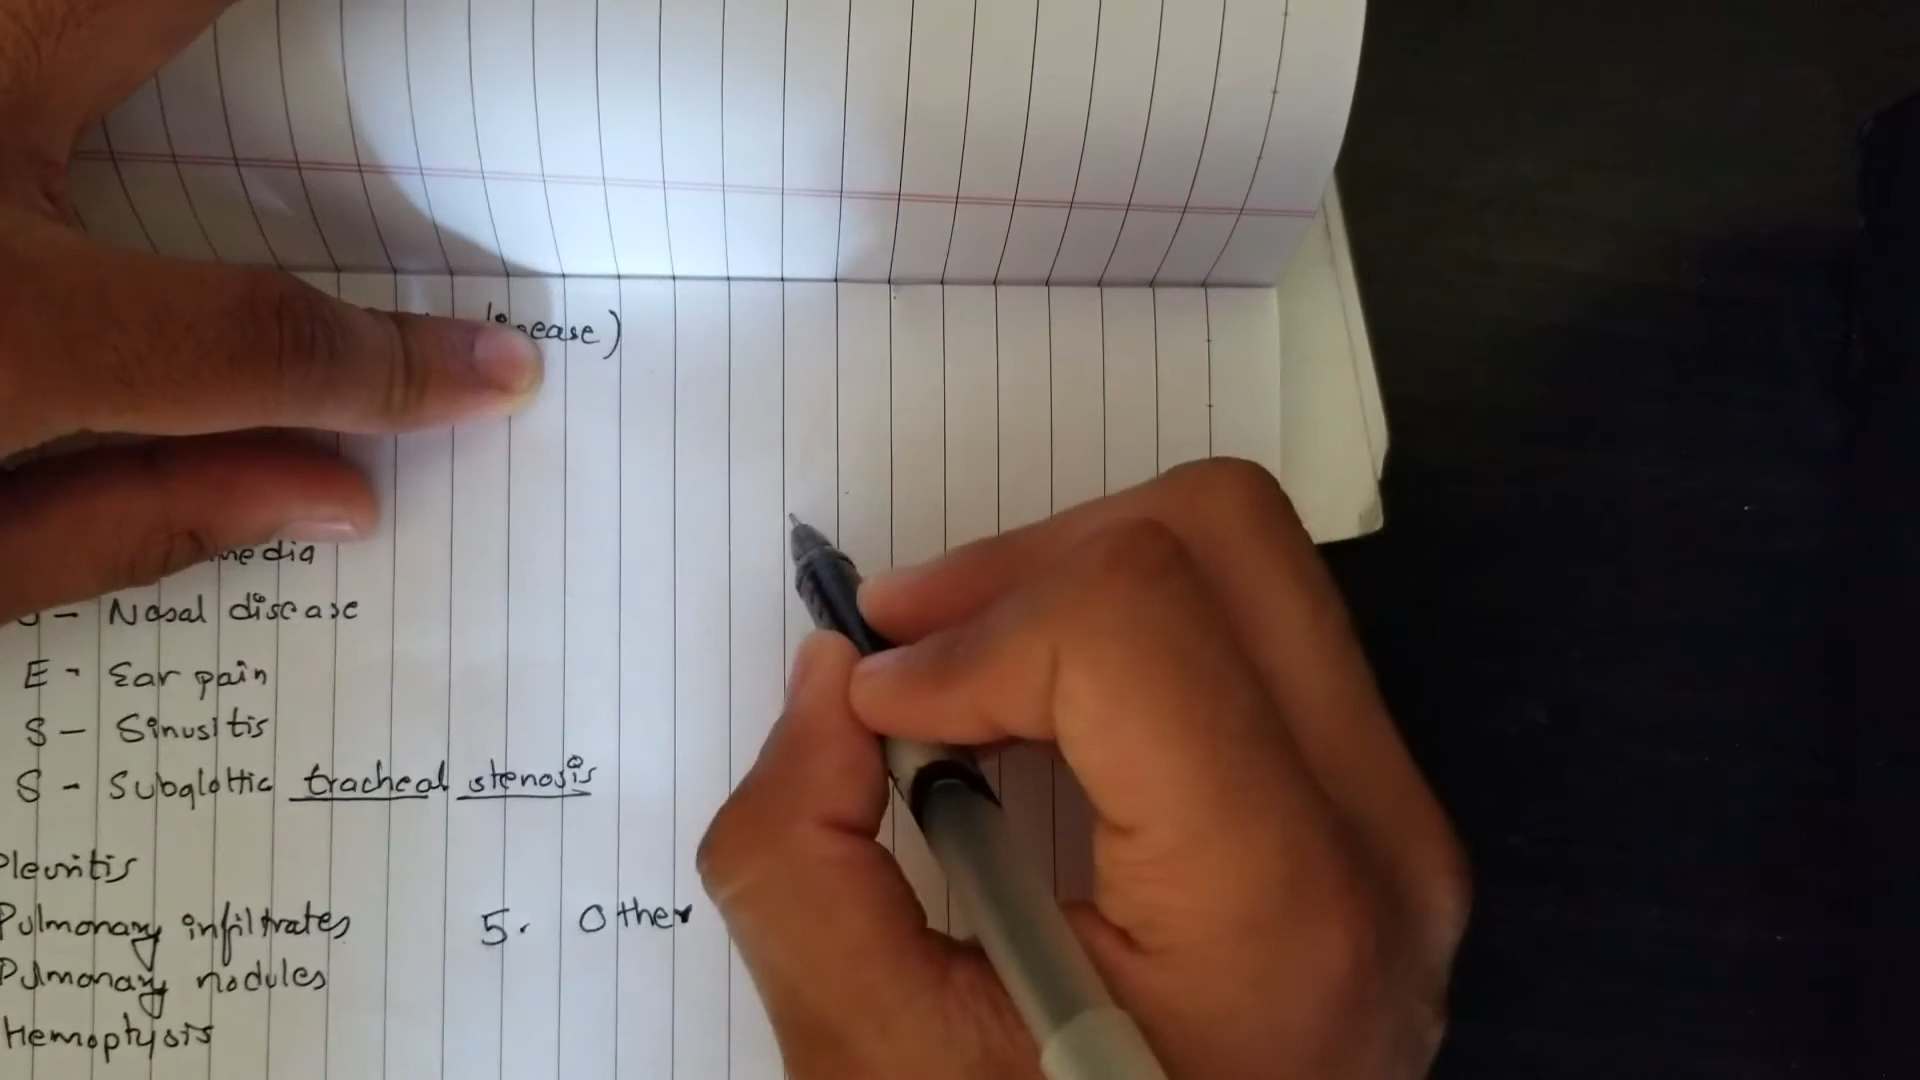 disease)
media
- Nasal disease
E - Ear pain
S - Sinusitis
S - Subglottic tracheal stenosis
Pleuritis
Pulmonary infiltrates
Pulmonary nodules
Hemoptysis
5. Other